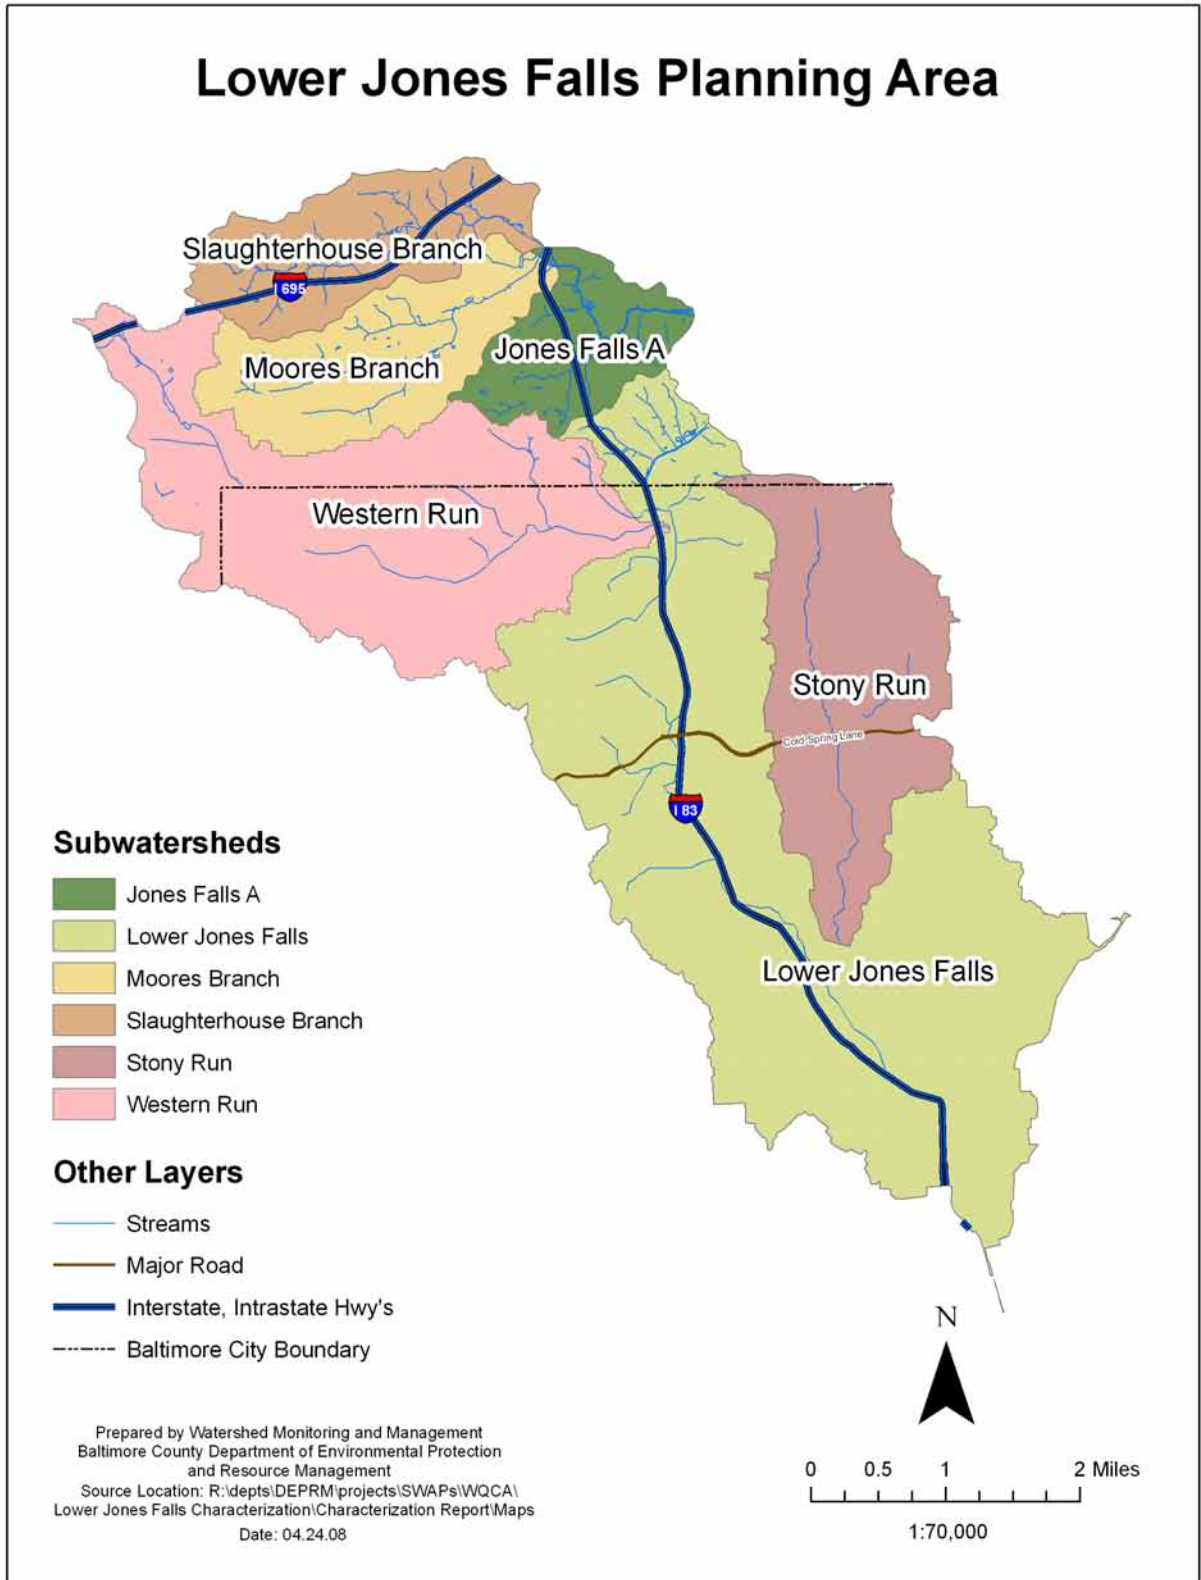 Lower Jones Falls Planning Area
Slaughterhouse Branch
I 695
Jones Falls A
Moores Branch
Western Run
Stony Run
Cold Spring Lane
I 83
Lower Jones Falls
Subwatersheds
Jones Falls A
Lower Jones Falls
Moores Branch
Slaughterhouse Branch
Stony Run
Western Run
Other Layers
Streams
Major Road
Interstate, Intrastate Hwy's
Baltimore City Boundary
Prepared by Watershed Monitoring and Management
Baltimore County Department of Environmental Protection
and Resource Management
Source Location: R:\depts\DEPRM\projects\SWAPs\WQCA\
Lower Jones Falls Characterization\Characterization Report\Maps
Date: 04.24.08
N
0 0.5 1 2 Miles
1:70,000